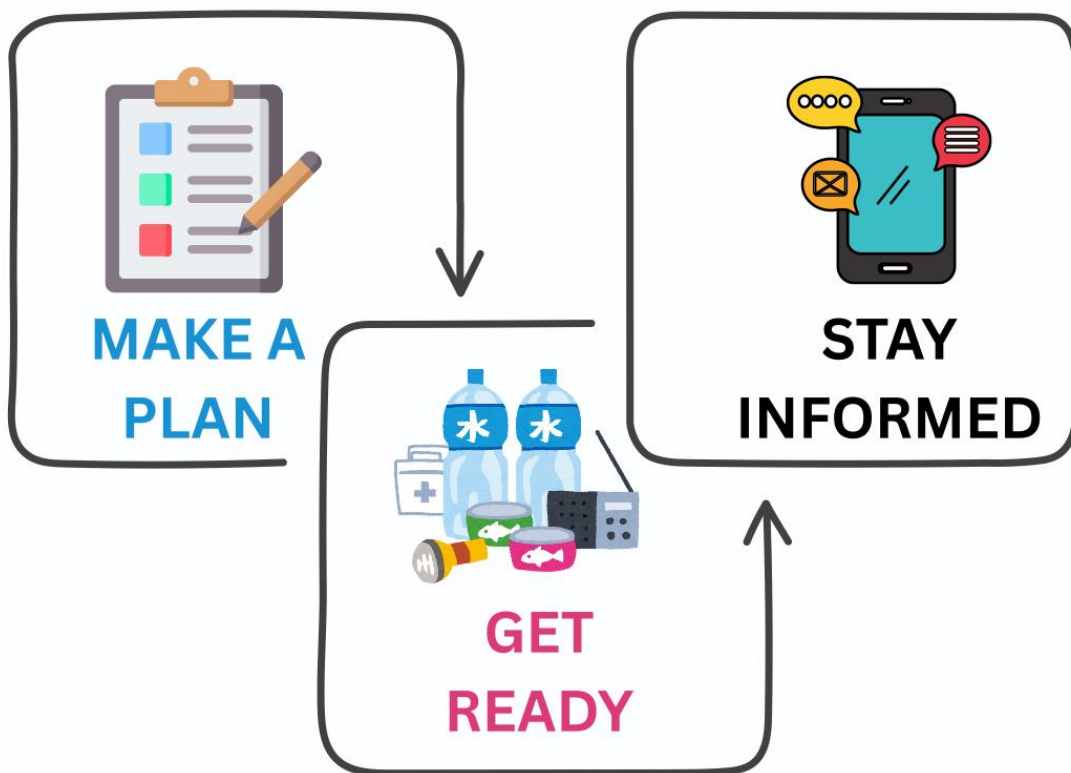 MAKE A
PLAN
水 水
GET
READY
STAY
INFORMED